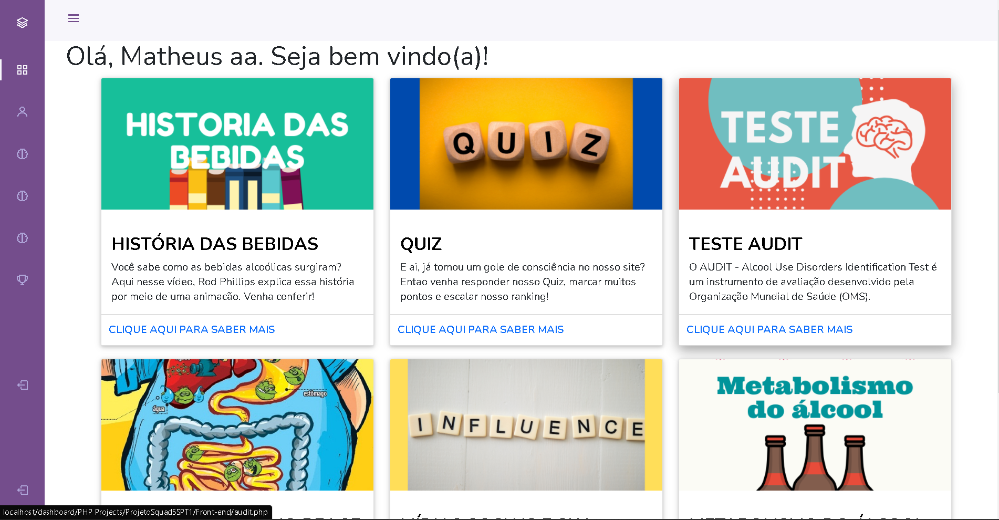 Olá, Matheus aa. Seja bem vindo(a)!
HISTORIA DAS
BEBIDAS
QUIZ
TESTE
AUDIT
HISTÓRIA DAS BEBIDAS
Você sabe como as bebidas alcoólicas surgiram?
Aqui nesse vídeo, Rod Phillips explica essa história
por meio de uma animacão. Venha conferir!
CLIQUE AQUI PARA SABER MAIS
QUIZ
E ai, já tomou um gole de consciência no nosso site?
Entao venha responder nosso Quiz, marcar muitos
pontos e escalar nosso ranking!
CLIQUE AQUI PARA SABER MAIS
TESTE AUDIT
O AUDIT - Alcool Use Disorders Identification Test é
um instrumento de avaliação desenvolvido pela
Organização Mundial de Saúde (OMS).
CLIQUE AQUI PARA SABER MAIS
estômago
água
INFLUENCE
Metabolismo
do álcool
localhost/dashboard/PHP Projects/ProjetoSquad5SPT1/Front-end/audit.php